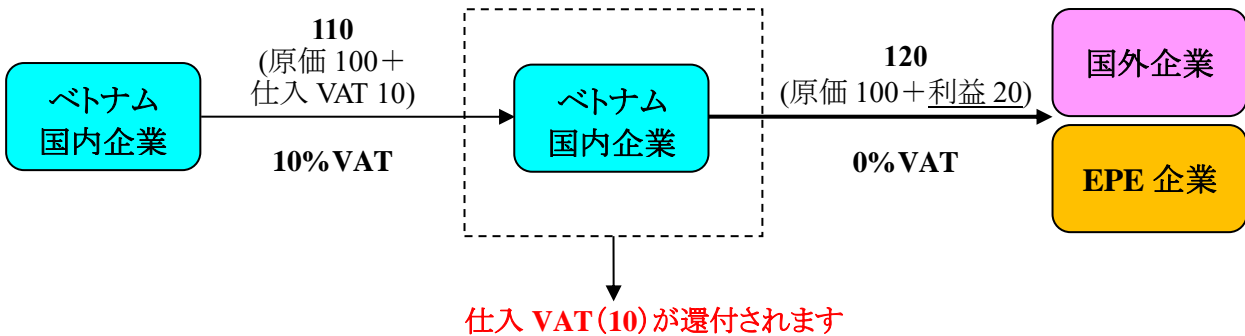 ベトナム
国内企業
110
(原価 100＋
仕入 VAT 10)
10%VAT
ベトナム
国内企業
120
(原価 100＋利益 20)
0%VAT
国外企業
EPE 企業
仕入 VAT（10）が還付されます